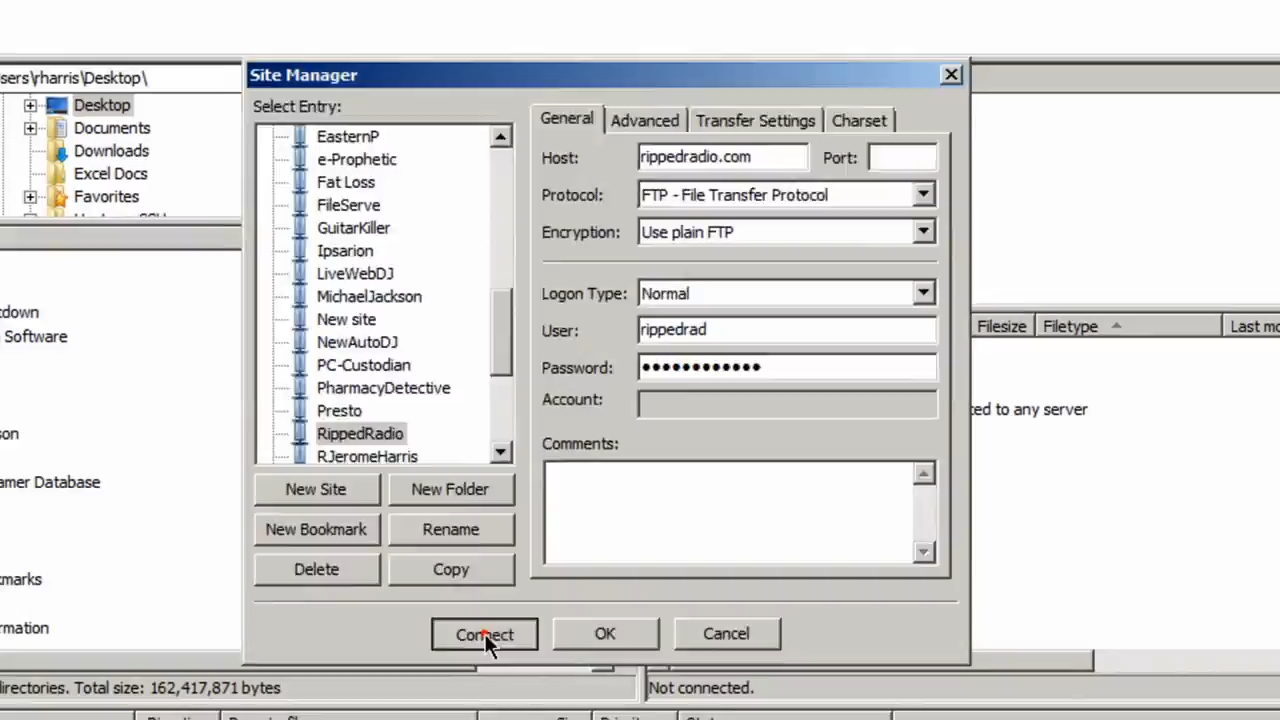 sers\rharris\Desktop\
Desktop
Documents
Downloads
Excel Docs
Favorites
tdown
Software
on
amer Database
marks
rmation
irectories. Total size: 162,417,871 bytes
Site Manager
Select Entry:
EasternP
e-Prophetic
Fat Loss
FileServe
GuitarKiller
Ipsarion
LiveWebDJ
MichaelJackson
New site
NewAutoDJ
PC-Custodian
PharmacyDetective
Presto
RippedRadio
RJeromeHarris
New Site New Folder
New Bookmark Rename
Delete Copy
General Advanced Transfer Settings Charset
Host: rippedradio.com Port:
Protocol: FTP - File Transfer Protocol
Encryption: Use plain FTP
Logon Type: Normal
User: rippedrad
Password: ●●●●●●●●●●●●
Account:
Comments:
Connect OK Cancel
Filesize Filetype Last mo
ted to any server
Not connected.